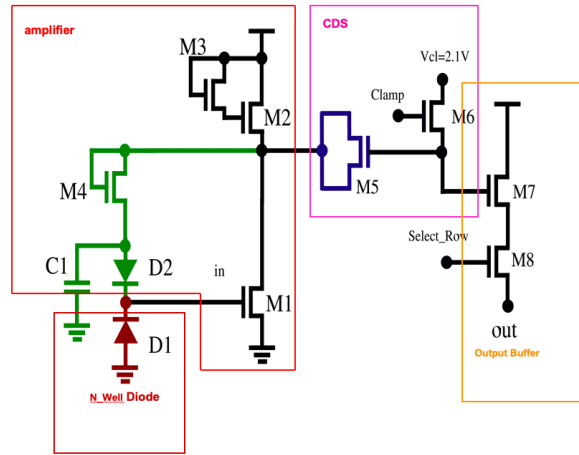 amplifier
CDS
M3
Vcl=2.1V
Clamp
M2
M6
M4
M5
M7
Select_Row
M8
C1
D2
in
M1
out
D1
Output Buffer
N_Well Diode